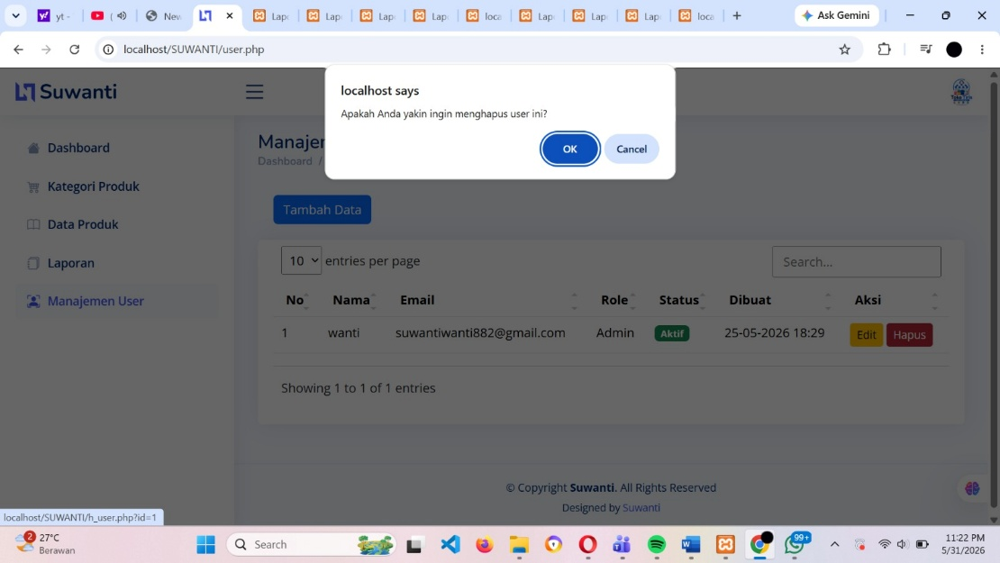 yt -
New
Lapo
Lap
Lap
Lap
loca
Lap
Lap
Lap
loca
Ask Gemini
localhost/SUWANTI/user.php
localhost says
Apakah Anda yakin ingin menghapus user ini?
OK
Cancel
Suwanti
Dashboard
Kategori Produk
Data Produk
Laporan
Manajemen User
Manajem
Dashboard /
Tambah Data
10 entries per page
Search...
No Nama Email Role Status Dibuat Aksi
1 wanti suwantiwanti882@gmail.com Admin Aktif 25-05-2026 18:29 Edit Hapus
Showing 1 to 1 of 1 entries
© Copyright Suwanti. All Rights Reserved
Designed by Suwanti
localhost/SUWANTI/h_user.php?id=1
2
27°C
Berawan
Search
99+
11:22 PM
5/31/2026